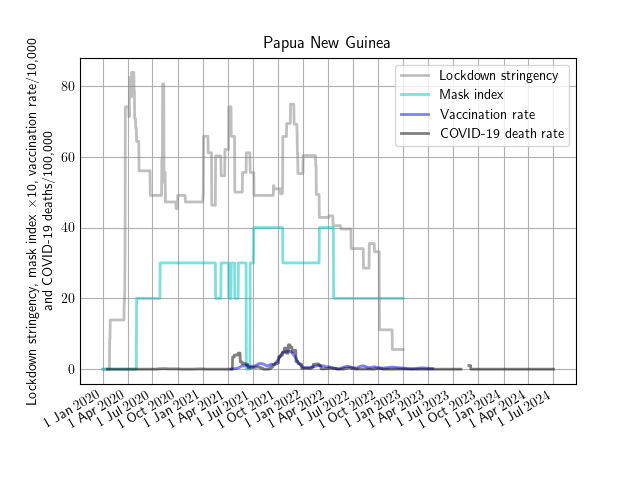 Papua New Guinea
Lockdown stringency, mask index ×10, vaccination rate/10,000
and COVID-19 deaths/100,000
80
60
40
20
0
Lockdown stringency
Mask index
Vaccination rate
COVID-19 death rate
1 Jan 2020
1 Apr 2020
1 Jul 2020
1 Oct 2020
1 Jan 2021
1 Apr 2021
1 Jul 2021
1 Oct 2021
1 Jan 2022
1 Apr 2022
1 Jul 2022
1 Oct 2022
1 Jan 2023
1 Apr 2023
1 Jul 2023
1 Oct 2023
1 Jan 2024
1 Apr 2024
1 Jul 2024